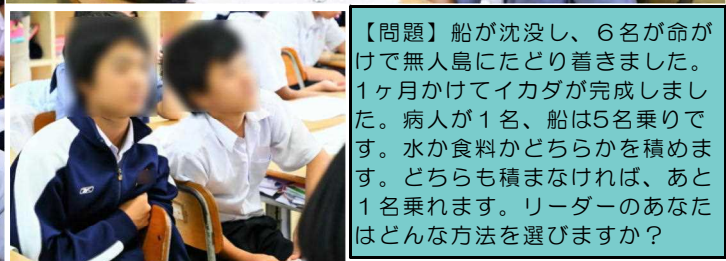 【問題】船が沈没し、６名が命が
けで無人島にたどり着きました。
1ヶ月かけてイカダが完成しまし
た。病人が１名、船は5名乗りで
す。水か食料かどちらかを積めま
す。どちらも積まなければ、あと
１名乗れます。リーダーのあなた
はどんな方法を選びますか？